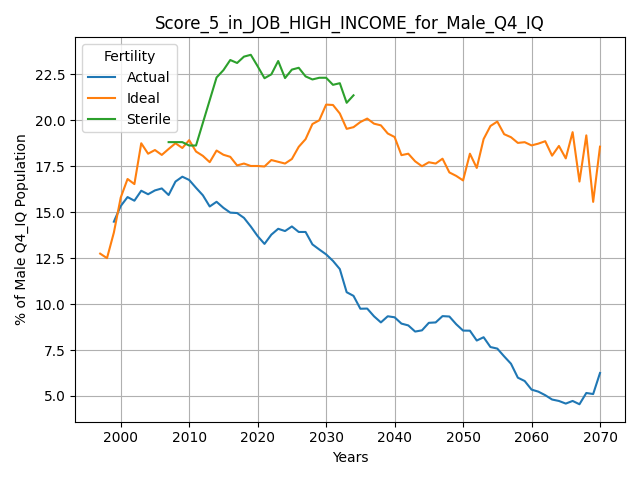 Score_5_in_JOB_HIGH_INCOME_for_Male_Q4_IQ
Fertility
Actual
Ideal
Sterile
% of Male Q4_IQ Population
22.5
20.0
17.5
15.0
12.5
10.0
7.5
5.0
2000 2010 2020 2030 2040 2050 2060 2070
Years